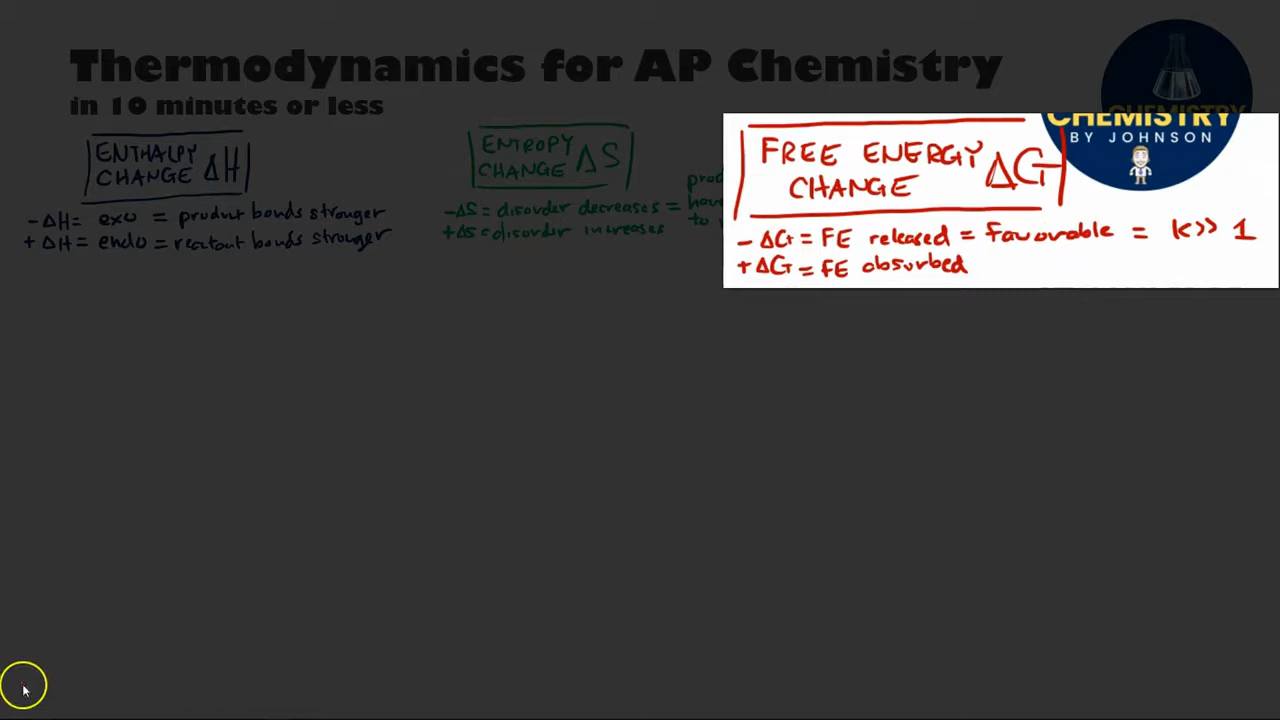 Thermodynamics for AP Chemistry
in 10 minutes or less
CHEMISTRY
BY JOHNSON
ENTHALPY
CHANGE ΔH
-ΔH = exo = product bonds stronger
+ΔH = endo = reactant bonds stronger
ENTROPY
CHANGE ΔS
-ΔS = disorder decreases =
+ΔS = disorder increases
to
FREE ENERGY
CHANGE ΔG
-ΔG = FE released = favorable = K>> 1
+ΔG = FE absurbed